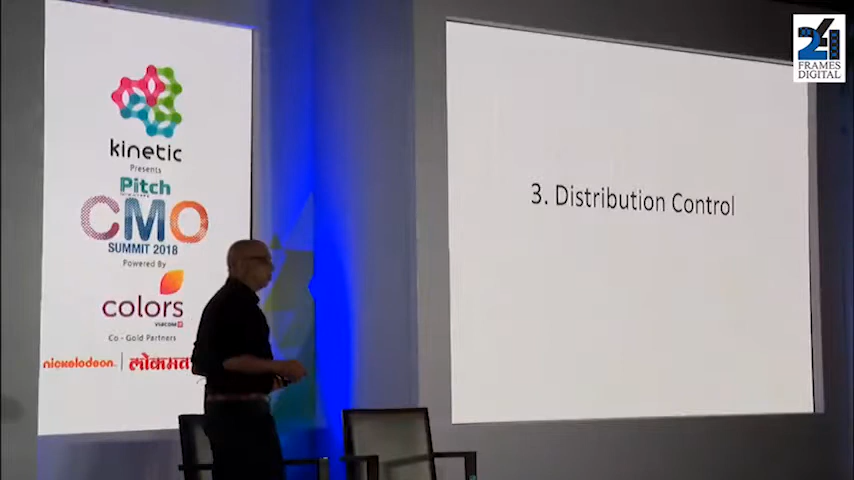 kinetic
Presents
Pitch
CMO
SUMMIT 2018
Powered By
colors
VIACOM18
Co - Gold Partners
nickelodeon
लोकमत
3. Distribution Control
24
FRAMES
DIGITAL